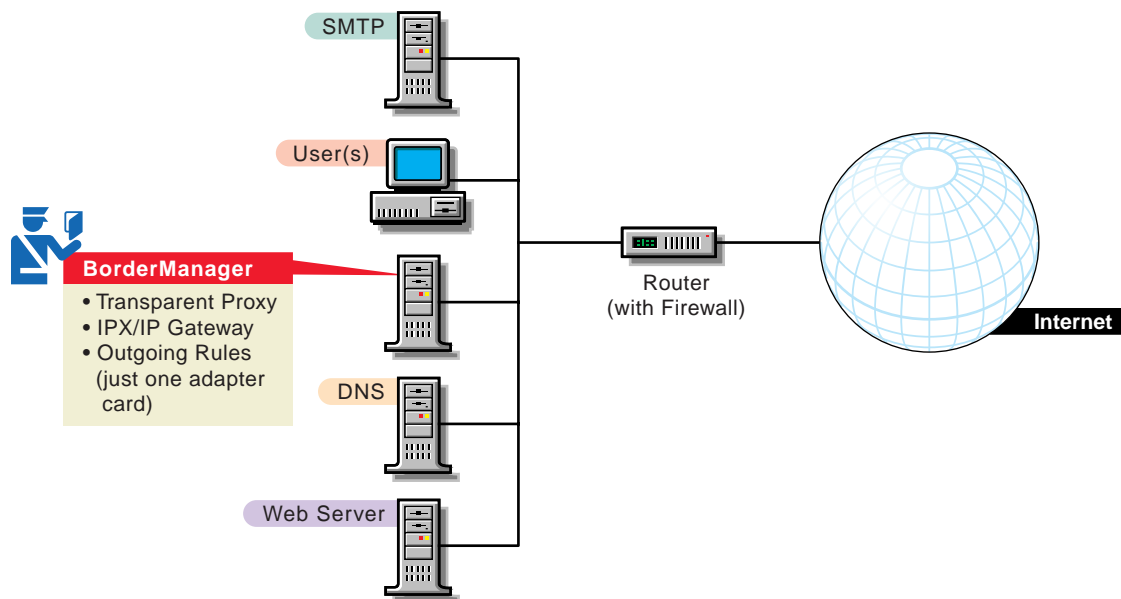 SMTP
User(s)
BorderManager
• Transparent Proxy
• IPX/IP Gateway
• Outgoing Rules
(just one adapter
card)
DNS
Web Server
Router
(with Firewall)
Internet